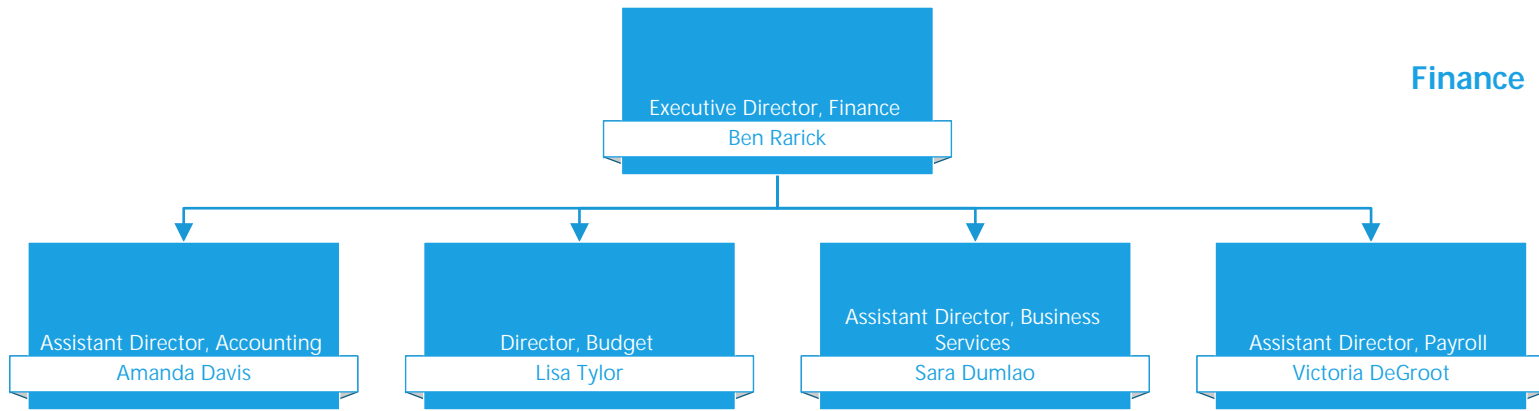 Finance
Executive Director, Finance
Ben Rarick
Assistant Director, Accounting
Amanda Davis
Director, Budget
Lisa Tylor
Assistant Director, Business
Services
Sara Dumlao
Assistant Director, Payroll
Victoria DeGroot